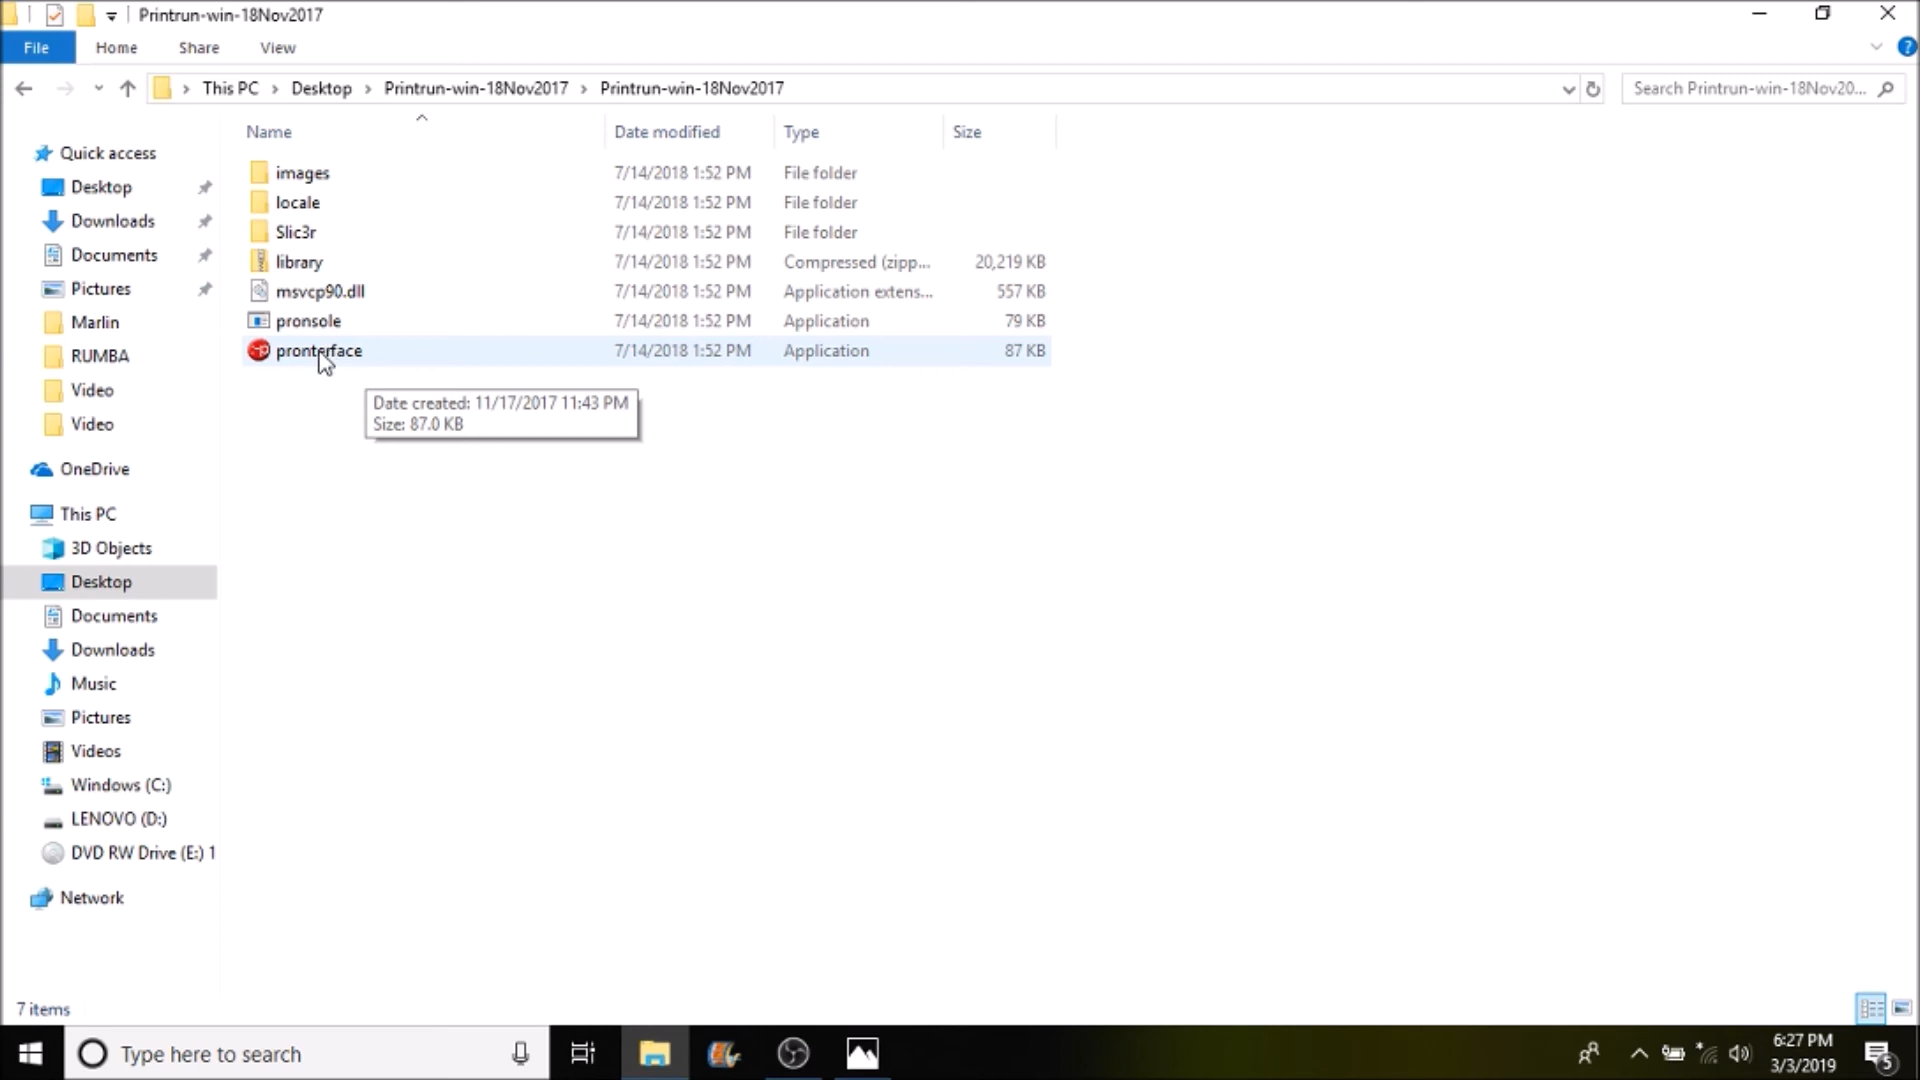 Printrun-win-18Nov2017
File Home Share View
This PC Desktop Printrun-win-18Nov2017 Printrun-win-18Nov2017
Search Printrun-win-18Nov20...
Name Date modified Type Size
images 7/14/2018 1:52 PM File folder
locale 7/14/2018 1:52 PM File folder
Slic3r 7/14/2018 1:52 PM File folder
library 7/14/2018 1:52 PM Compressed (zipp... 20,219 KB
msvcp90.dll 7/14/2018 1:52 PM Application extens... 557 KB
pronsole 7/14/2018 1:52 PM Application 79 KB
pronterface 7/14/2018 1:52 PM Application 87 KB
Date created: 11/17/2017 11:43 PM
Size: 87.0 KB
Quick access
Desktop
Downloads
Documents
Pictures
Marlin
RUMBA
Video
Video
OneDrive
This PC
3D Objects
Desktop
Documents
Downloads
Music
Pictures
Videos
Windows (C:)
LENOVO (D:)
DVD RW Drive (E:) 1
Network
7 items
Type here to search
6:27 PM
3/3/2019
5